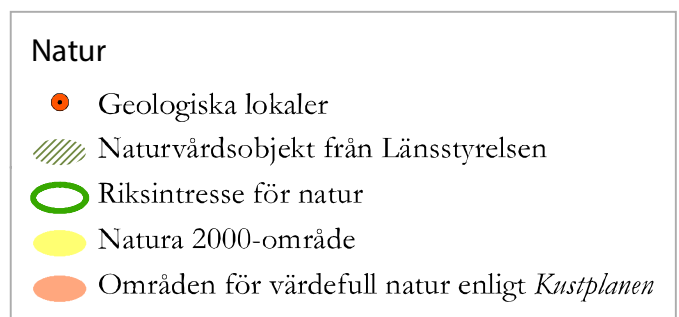 Natur
Geologiska lokaler
Naturvårdsobjekt från Länsstyrelsen
Riksintresse för natur
Natura 2000-område
Områden för värdefull natur enligt Kustplanen